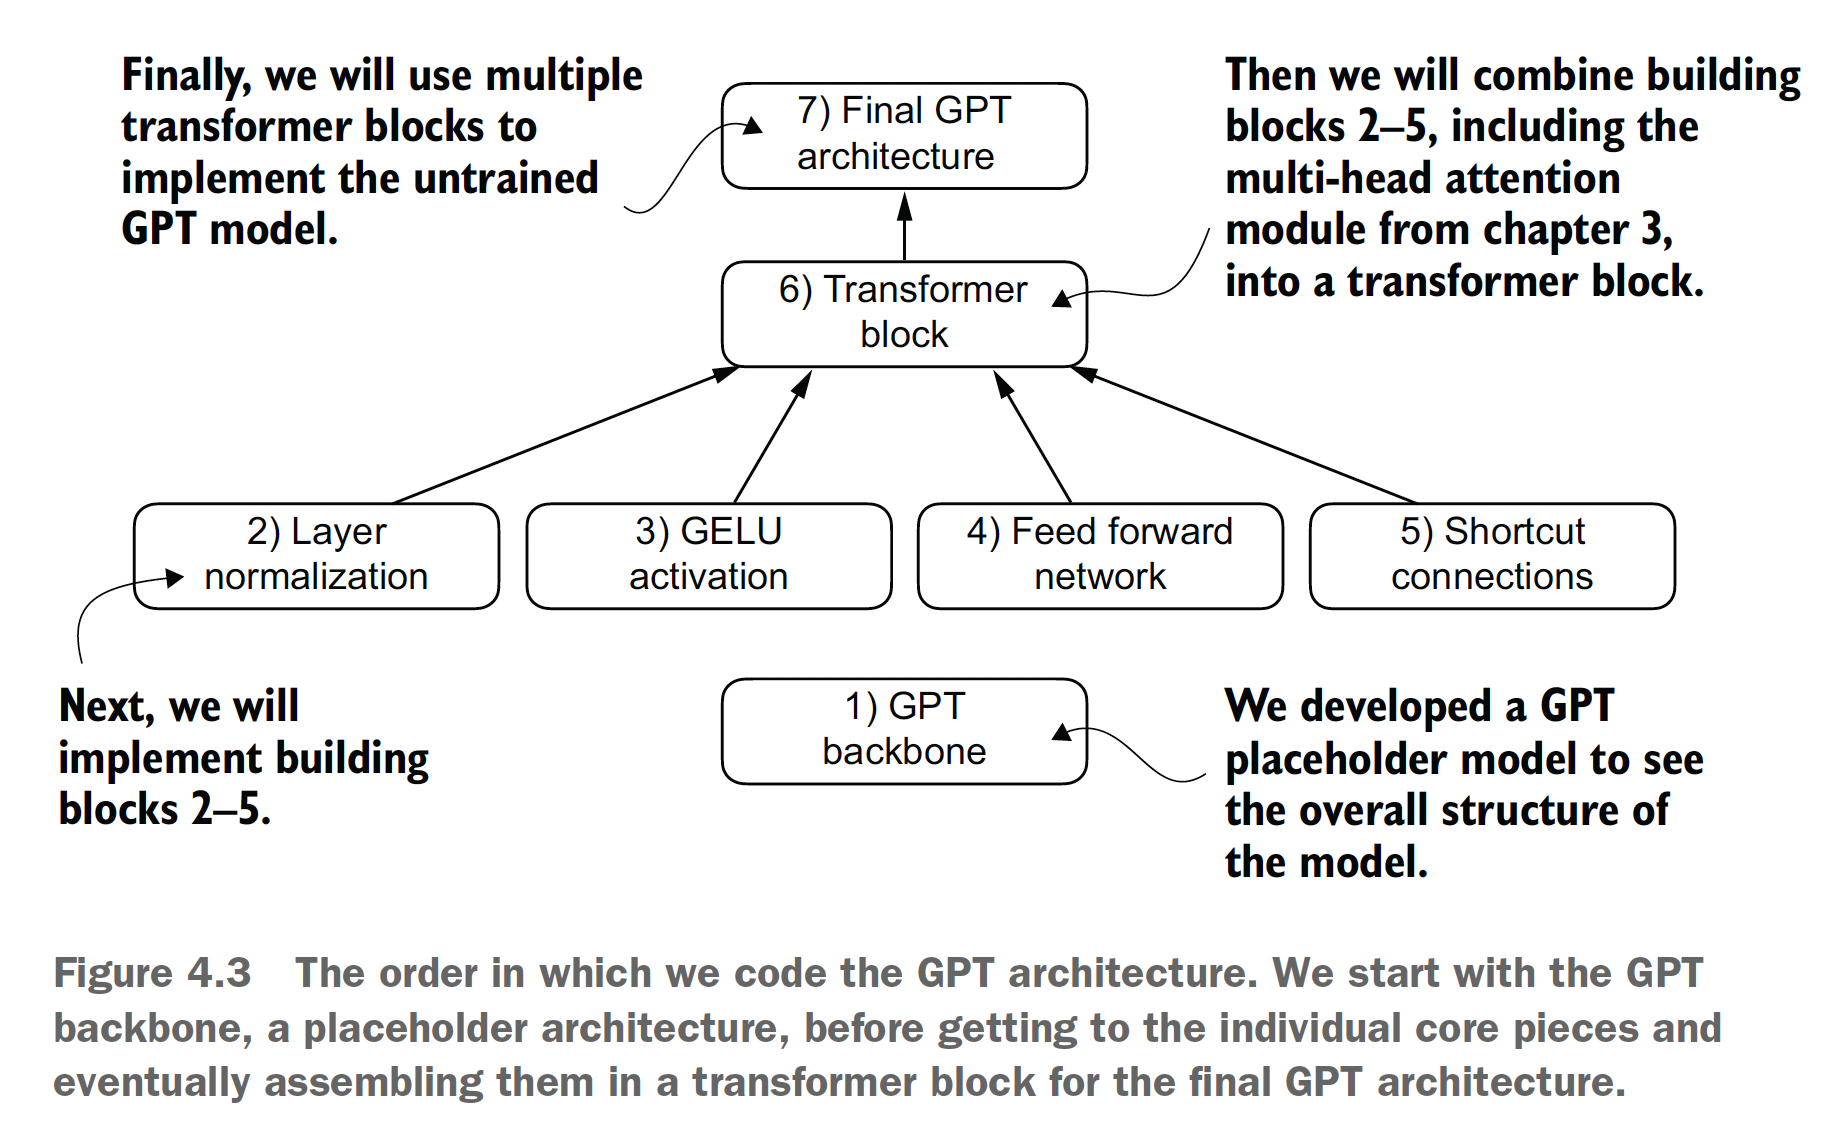 Finally, we will use multiple
transformer blocks to
implement the untrained
GPT model.
7) Final GPT
architecture
Then we will combine building
blocks 2–5, including the
multi-head attention
module from chapter 3,
into a transformer block.
6) Transformer
block
2) Layer
normalization
3) GELU
activation
4) Feed forward
network
5) Shortcut
connections
Next, we will
implement building
blocks 2–5.
1) GPT
backbone
We developed a GPT
placeholder model to see
the overall structure of
the model.
Figure 4.3 The order in which we code the GPT architecture. We start with the GPT
backbone, a placeholder architecture, before getting to the individual core pieces and
eventually assembling them in a transformer block for the final GPT architecture.